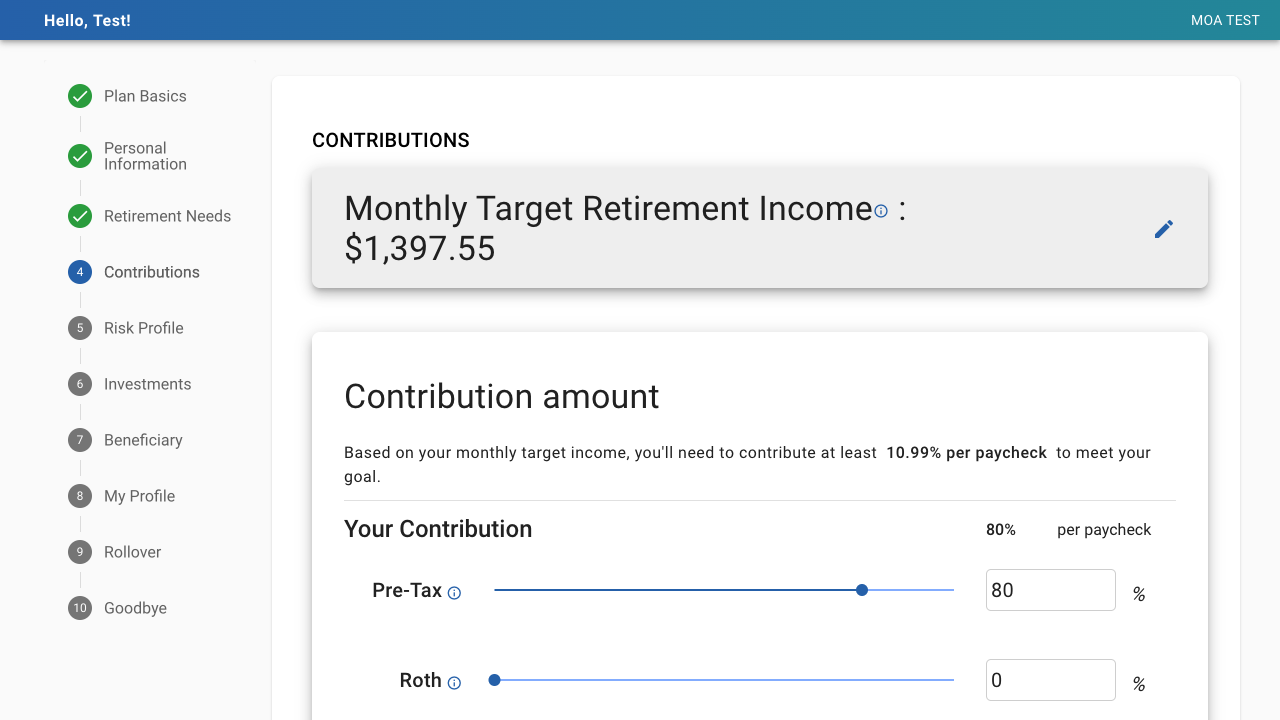 Hello, Test!
MOA TEST
Plan Basics
Personal
Information
Retirement Needs
4 Contributions
5 Risk Profile
6 Investments
7 Beneficiary
8 My Profile
9 Rollover
10 Goodbye
CONTRIBUTIONS
Monthly Target Retirement Income :
$1,397.55
Contribution amount
Based on your monthly target income, you'll need to contribute at least 10.99% per paycheck to meet your
goal.
Your Contribution 80% per paycheck
Pre-Tax 80 %
Roth 0 %